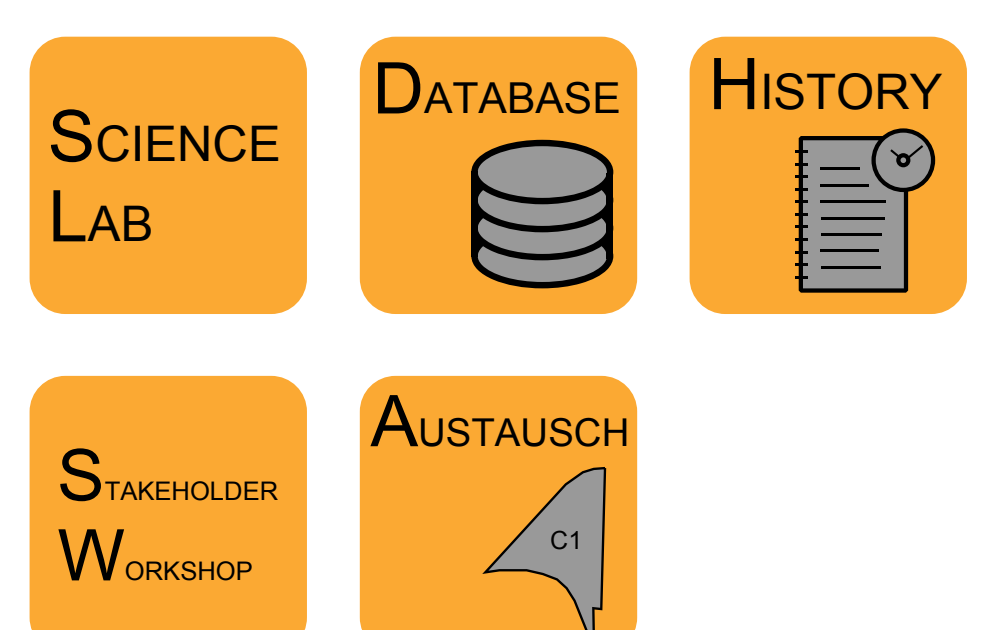 SCIENCE
LAB
DATABASE
HISTORY
STAKEHOLDER
WORKSHOP
AUSTAUSCH
C1